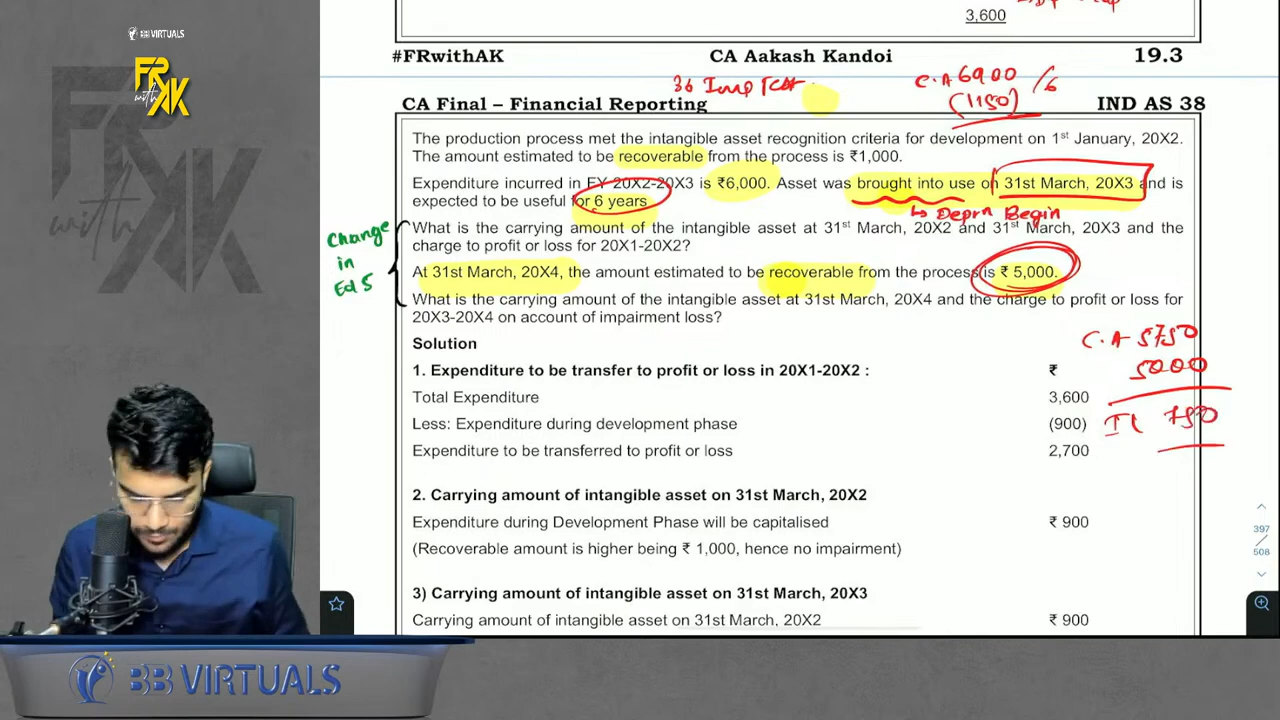 BB VIRTUALS
FR
with
AK
3,600
#FRwithAK CA Aakash Kandoi 19.3
36 Imp
C.A 6900 /6
(1150)
CA Final – Financial Reporting IND AS 38
The production process met the intangible asset recognition criteria for development on 1st January, 20X2.
The amount estimated to be recoverable from the process is ₹1,000.
Expenditure incurred in FY 20X2-20X3 is ₹6,000. Asset was brought into use on 31st March, 20X3 and is
expected to be useful for 6 years
↳ Deprn Begin
What is the carrying amount of the intangible asset at 31st March, 20X2 and 31st March, 20X3 and the
charge to profit or loss for 20X1-20X2?
Change
in
Ed 5
At 31st March, 20X4, the amount estimated to be recoverable from the process is ₹ 5,000.
What is the carrying amount of the intangible asset at 31st March, 20X4 and the charge to profit or loss for
20X3-20X4 on account of impairment loss?
C.A 5750
5000
IL 750
Solution
1. Expenditure to be transfer to profit or loss in 20X1-20X2 : ₹
Total Expenditure 3,600
Less: Expenditure during development phase (900)
Expenditure to be transferred to profit or loss 2,700
2. Carrying amount of intangible asset on 31st March, 20X2
Expenditure during Development Phase will be capitalised ₹ 900
(Recoverable amount is higher being ₹ 1,000, hence no impairment)
3) Carrying amount of intangible asset on 31st March, 20X3
Carrying amount of intangible asset on 31st March, 20X2 ₹ 900
397
508
BB VIRTUALS